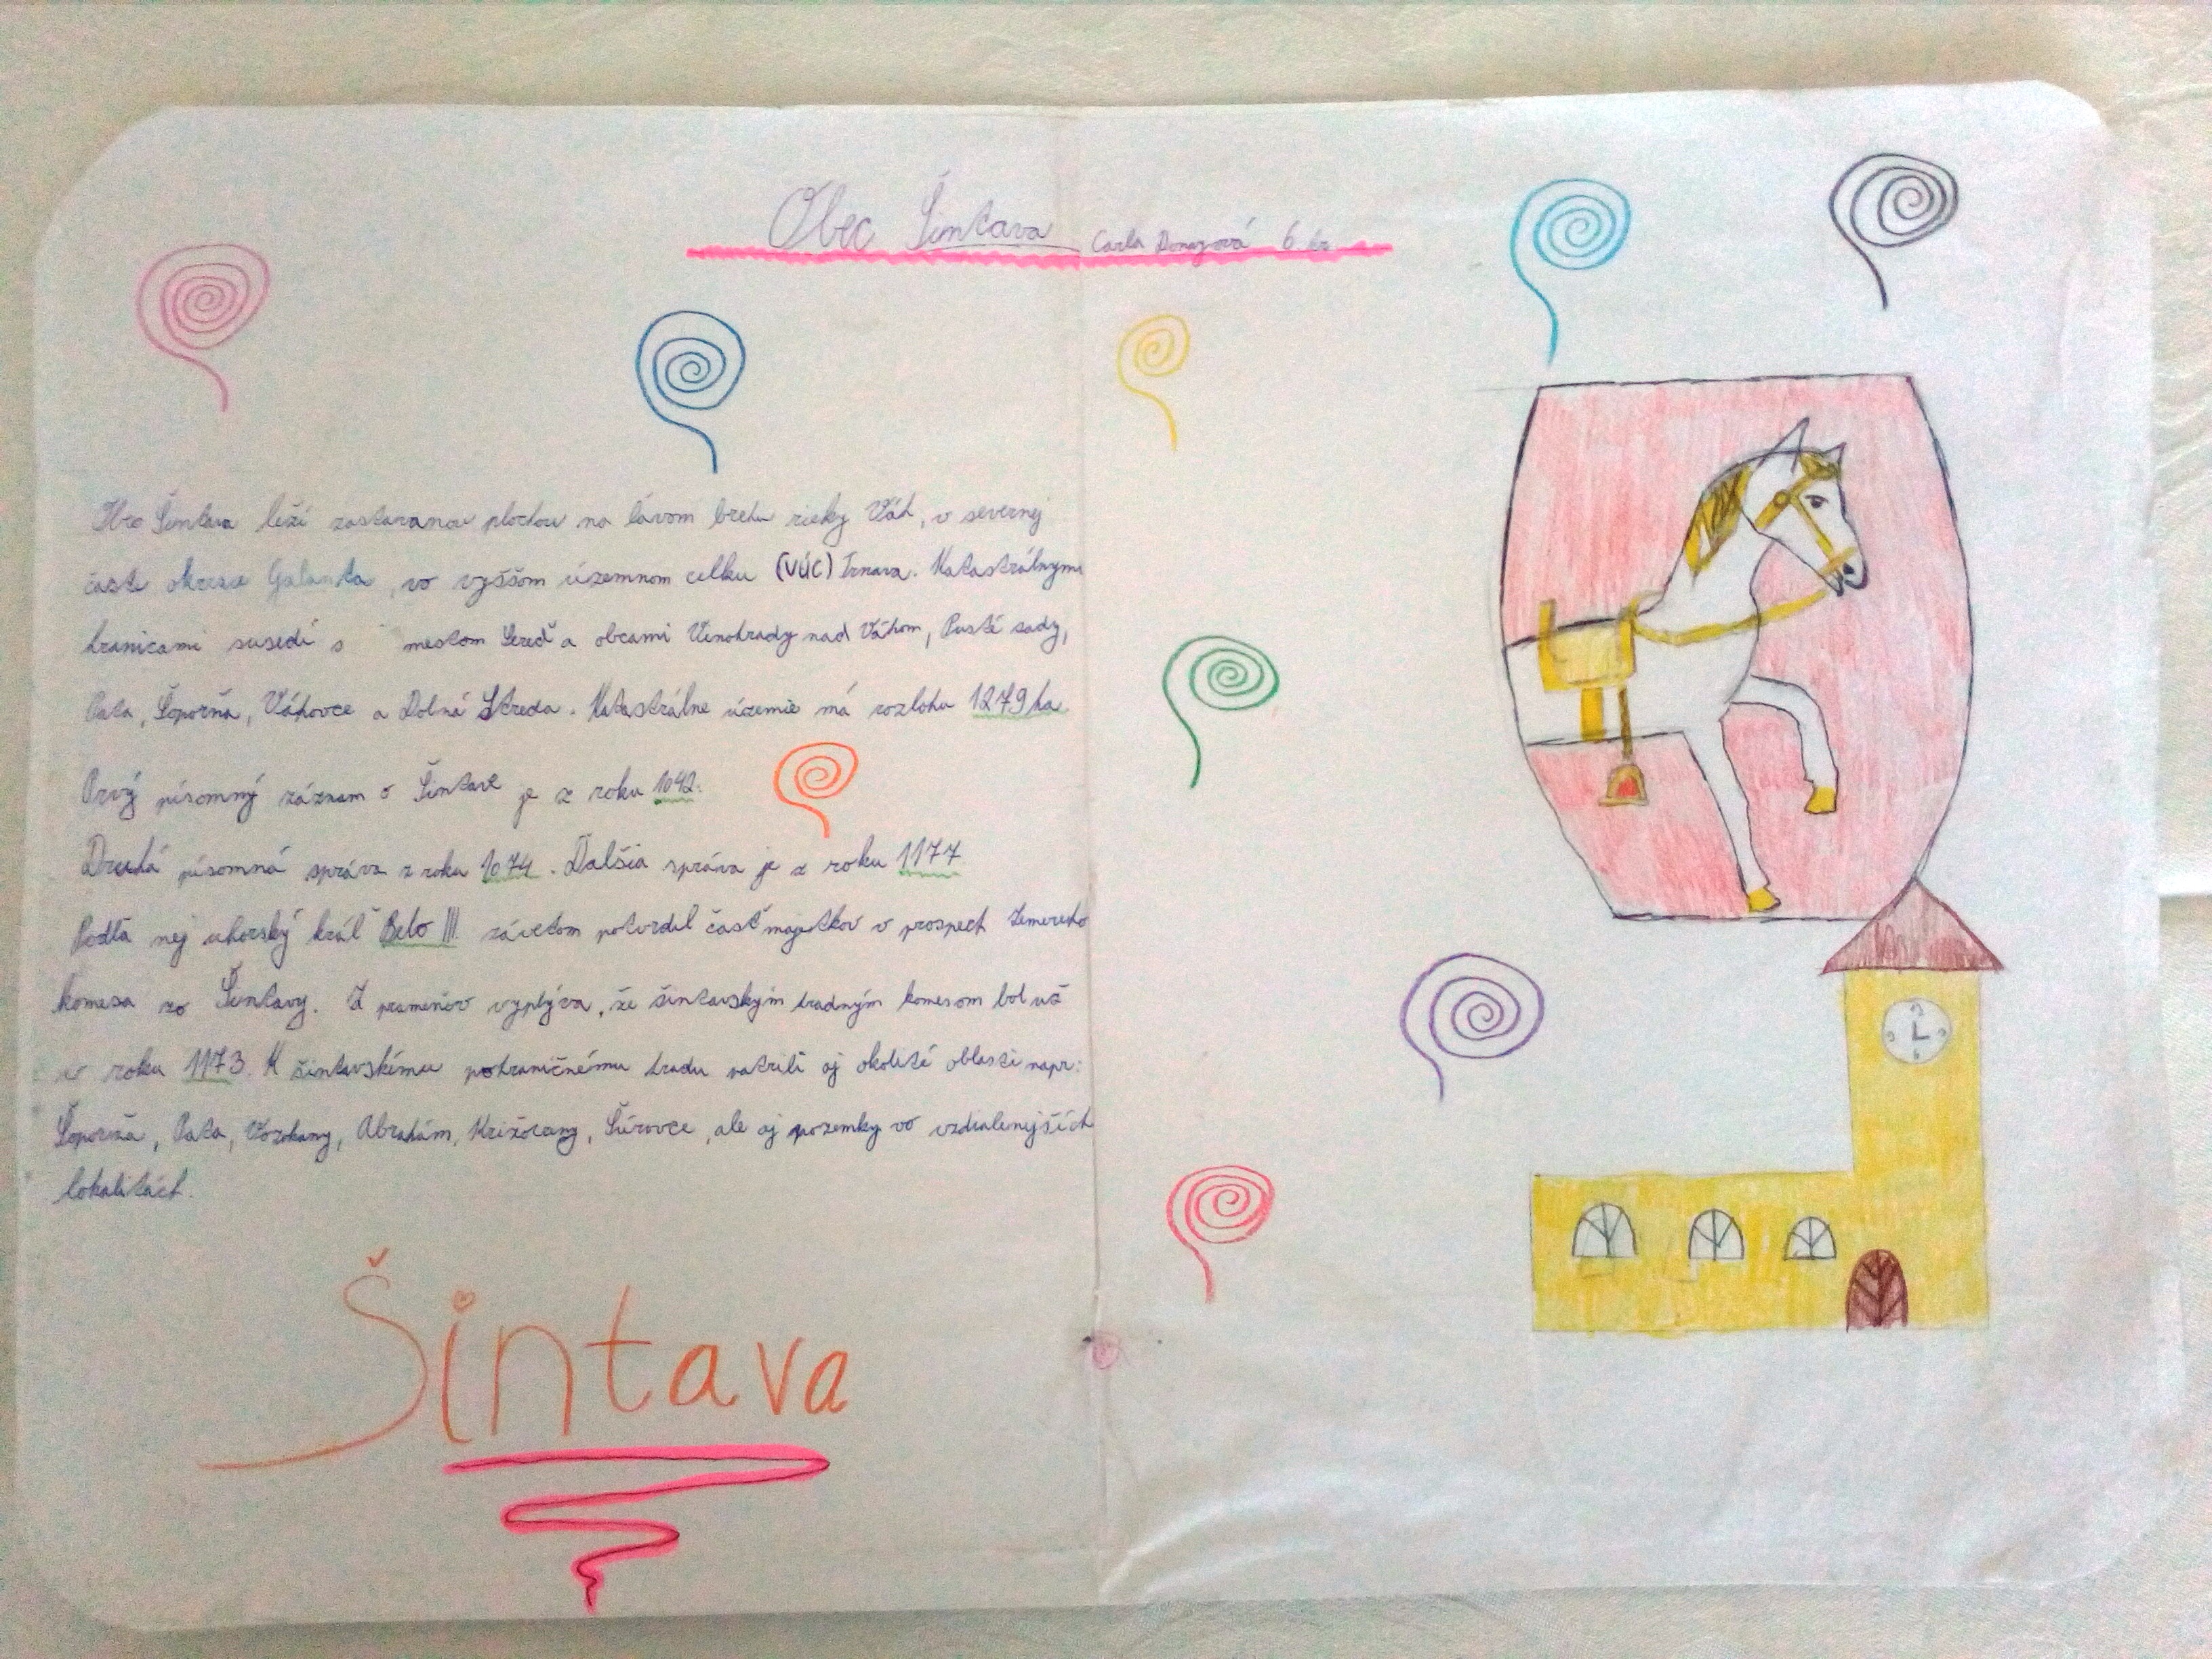 Obec Šintava Carla 6
Obec Šintava leží zastavanou plochou na ľavom brehu rieky Váh, v severnej
časti okresu Galanta, vo vyššom územnom celku (VÚC) Trnava. Katastrálnymi
hranicami susedí s mestom Sereď a obcami Vinohrady nad Váhom, Pusté sady,
Pata, Šoporňa, Váhovce a Dolná Streda. Katastrálne územie má rozlohu 1279 ha
Prvý písomný záznam o Šintave je z roku 1042.
Druhá písomná správa z roku 1074. Ďalšia správa je z roku 1177
Podľa nej uhorský kráľ Belo III závetom potvrdil časť majetkov v prospech
komesa zo Šintavy. Z prameňov vyplýva, že šintavským hradným komesom bol už
v roku 1173. K šintavskému pohraničnému hradu patrili aj okolité oblasti napr:
Šoporňa, Pata, Vozokany, Abrahám, Križovany, Šúrovce, ale aj pozemky vo vzdialenejších
lokalitách.
Šintava